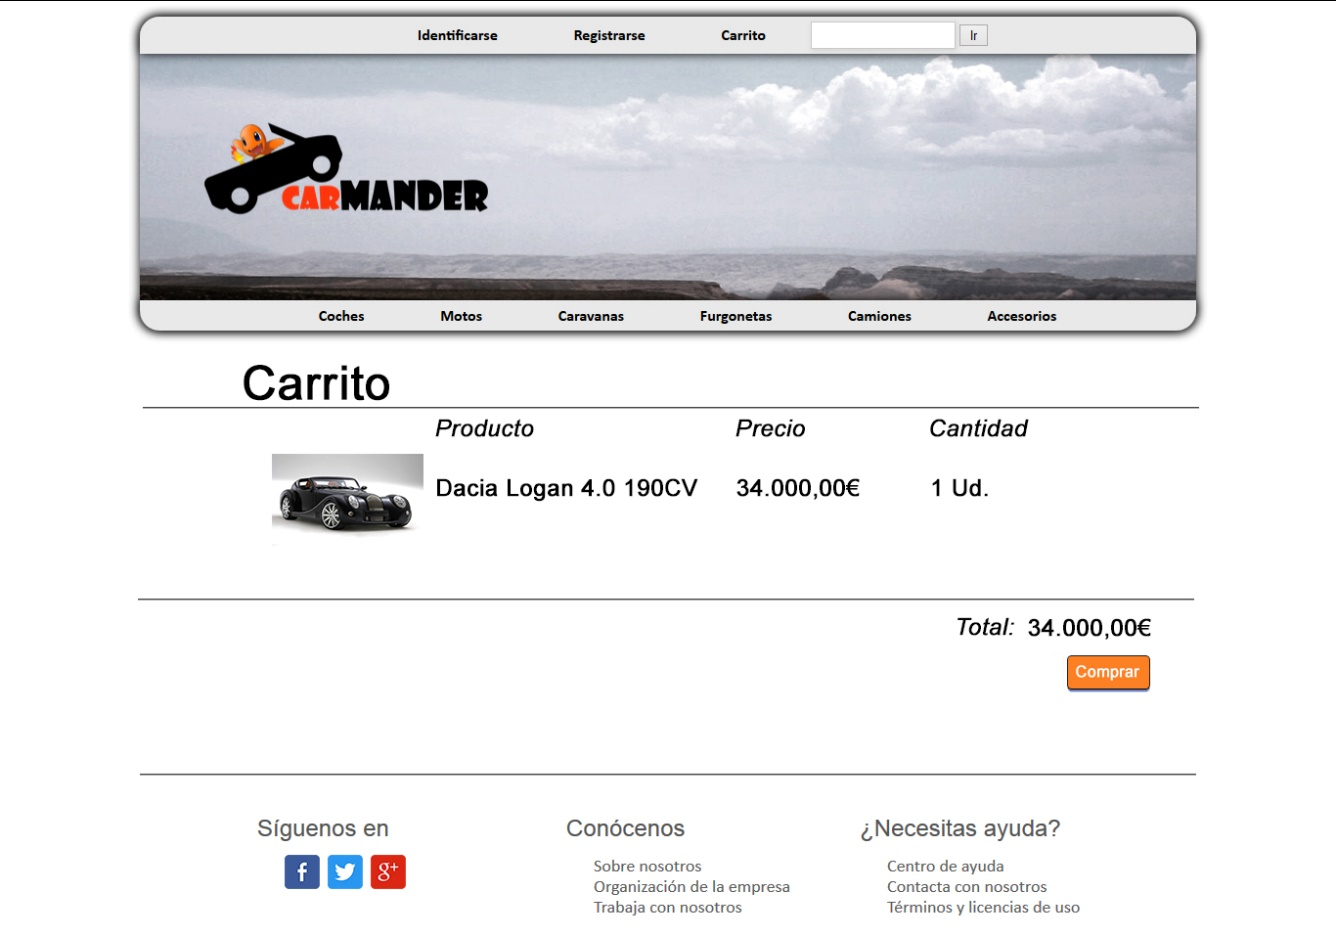 Identificarse Registrarse Carrito Ir
CARMANDER
Coches Motos Caravanas Furgonetas Camiones Accesorios
Carrito
Producto Precio Cantidad
Dacia Logan 4.0 190CV 34.000,00€ 1 Ud.
Total: 34.000,00€
Comprar
Síguenos en Conócenos ¿Necesitas ayuda?
f g+ Sobre nosotros Centro de ayuda
Organización de la empresa Contacta con nosotros
Trabaja con nosotros Términos y licencias de uso